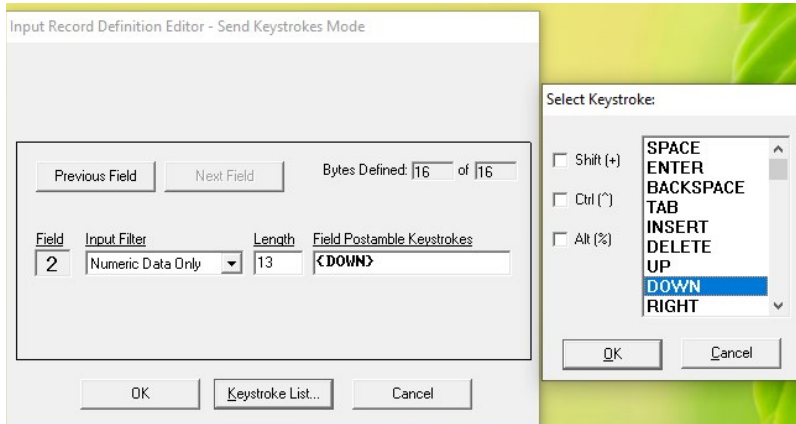 Input Record Definition Editor - Send Keystrokes Mode
Previous Field
Next Field
Bytes Defined: 16 of 16
Field
Input Filter
Length
Field Postamble Keystrokes
2
Numeric Data Only
13
{DOWN}
OK
Keystroke List...
Cancel
Select Keystroke:
Shift (+)
Ctrl (^)
Alt (%)
SPACE
ENTER
BACKSPACE
TAB
INSERT
DELETE
UP
DOWN
RIGHT
OK
Cancel